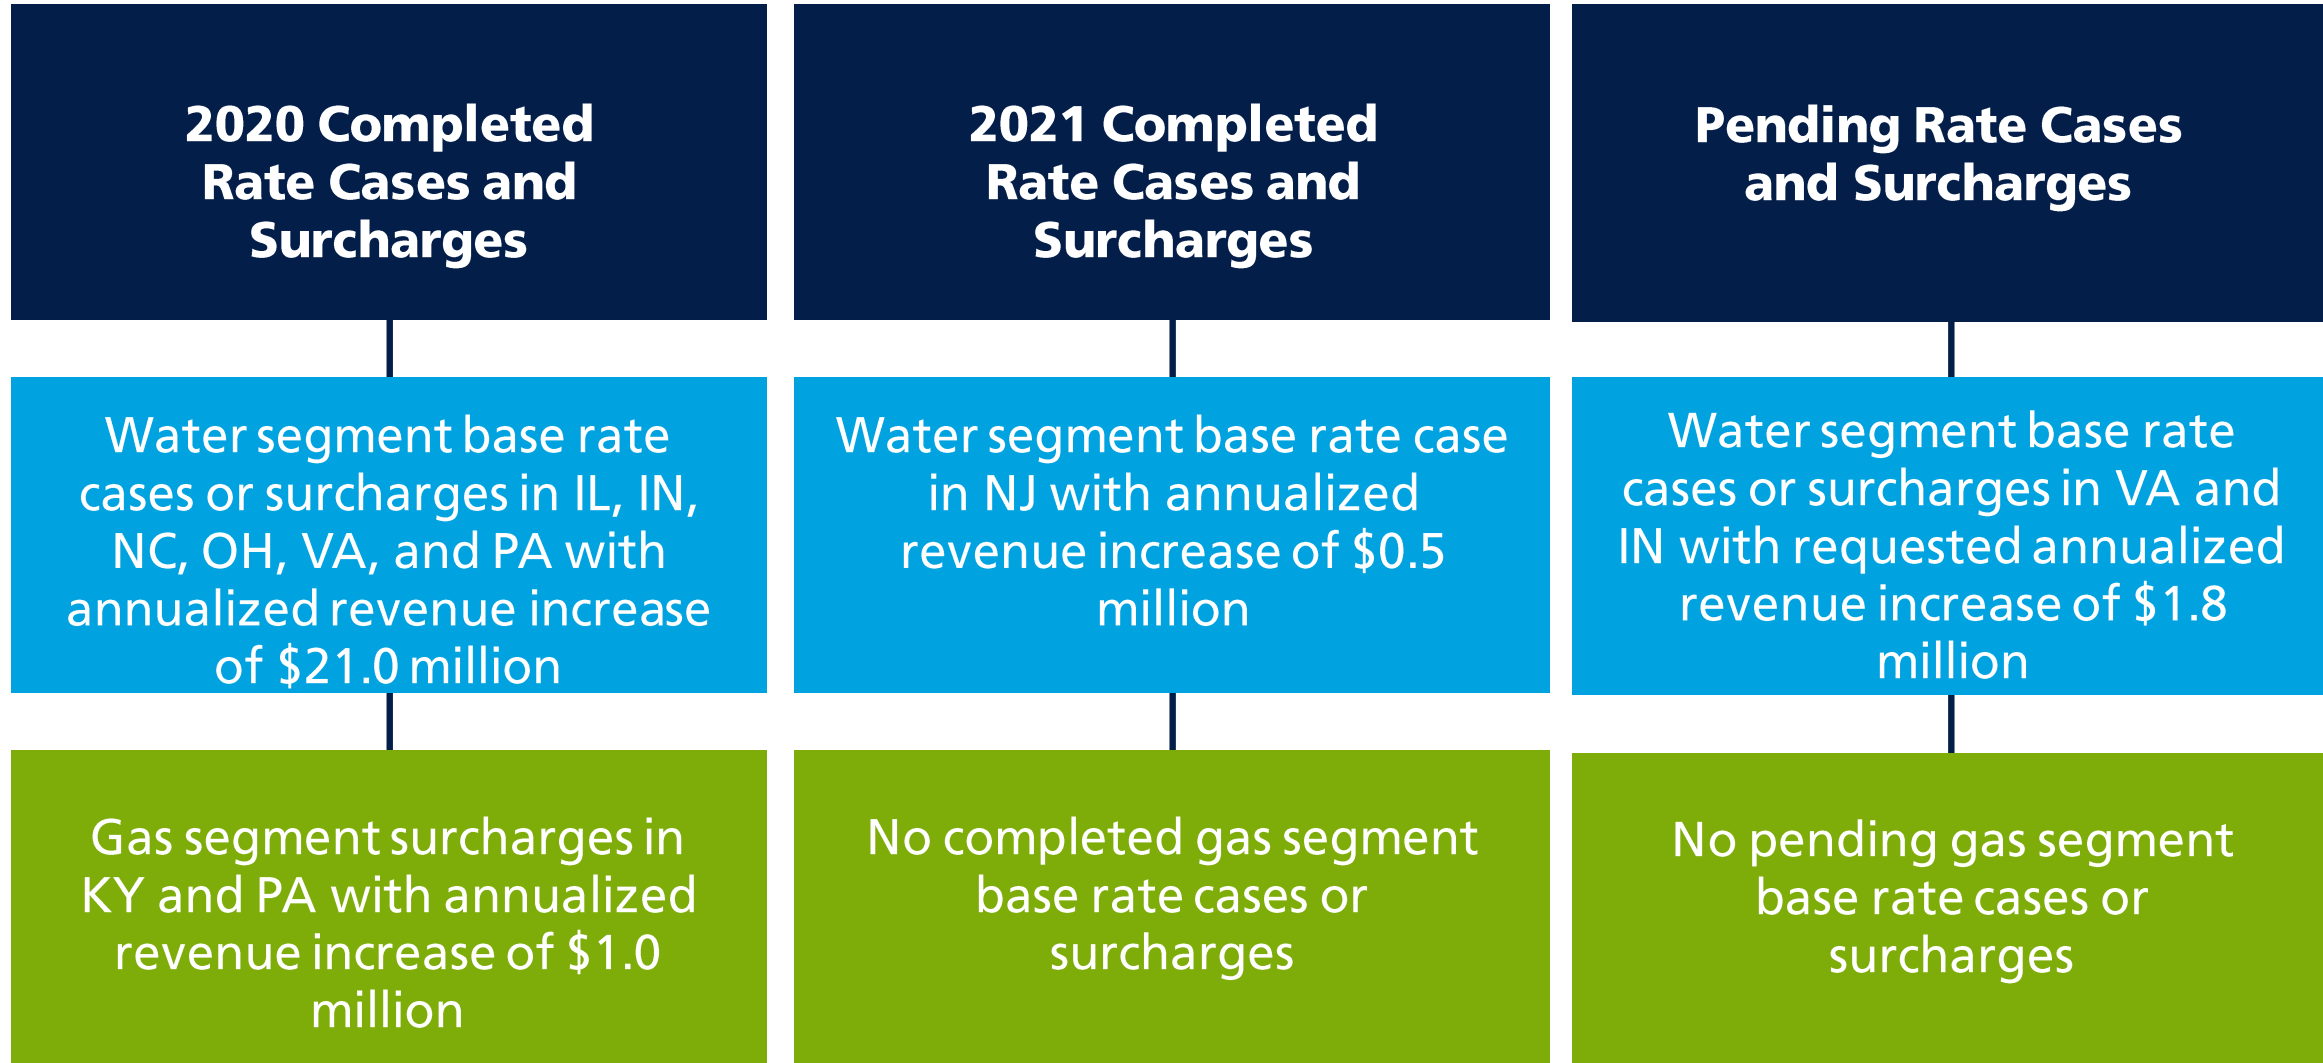 2020 Completed
Rate Cases and
Surcharges
Water segment base rate
cases or surcharges in IL, IN,
NC, OH, VA, and PA with
annualized revenue increase
of $21.0 million
Gas segment surcharges in
KY and PA with annualized
revenue increase of $1.0
million
2021 Completed
Rate Cases and
Surcharges
Water segment base rate case
in NJ with annualized
revenue increase of $0.5
million
No completed gas segment
base rate cases or
surcharges
Pending Rate Cases
and Surcharges
Water segment base rate
cases or surcharges in VA and
IN with requested annualized
revenue increase of $1.8
million
No pending gas segment
base rate cases or
surcharges